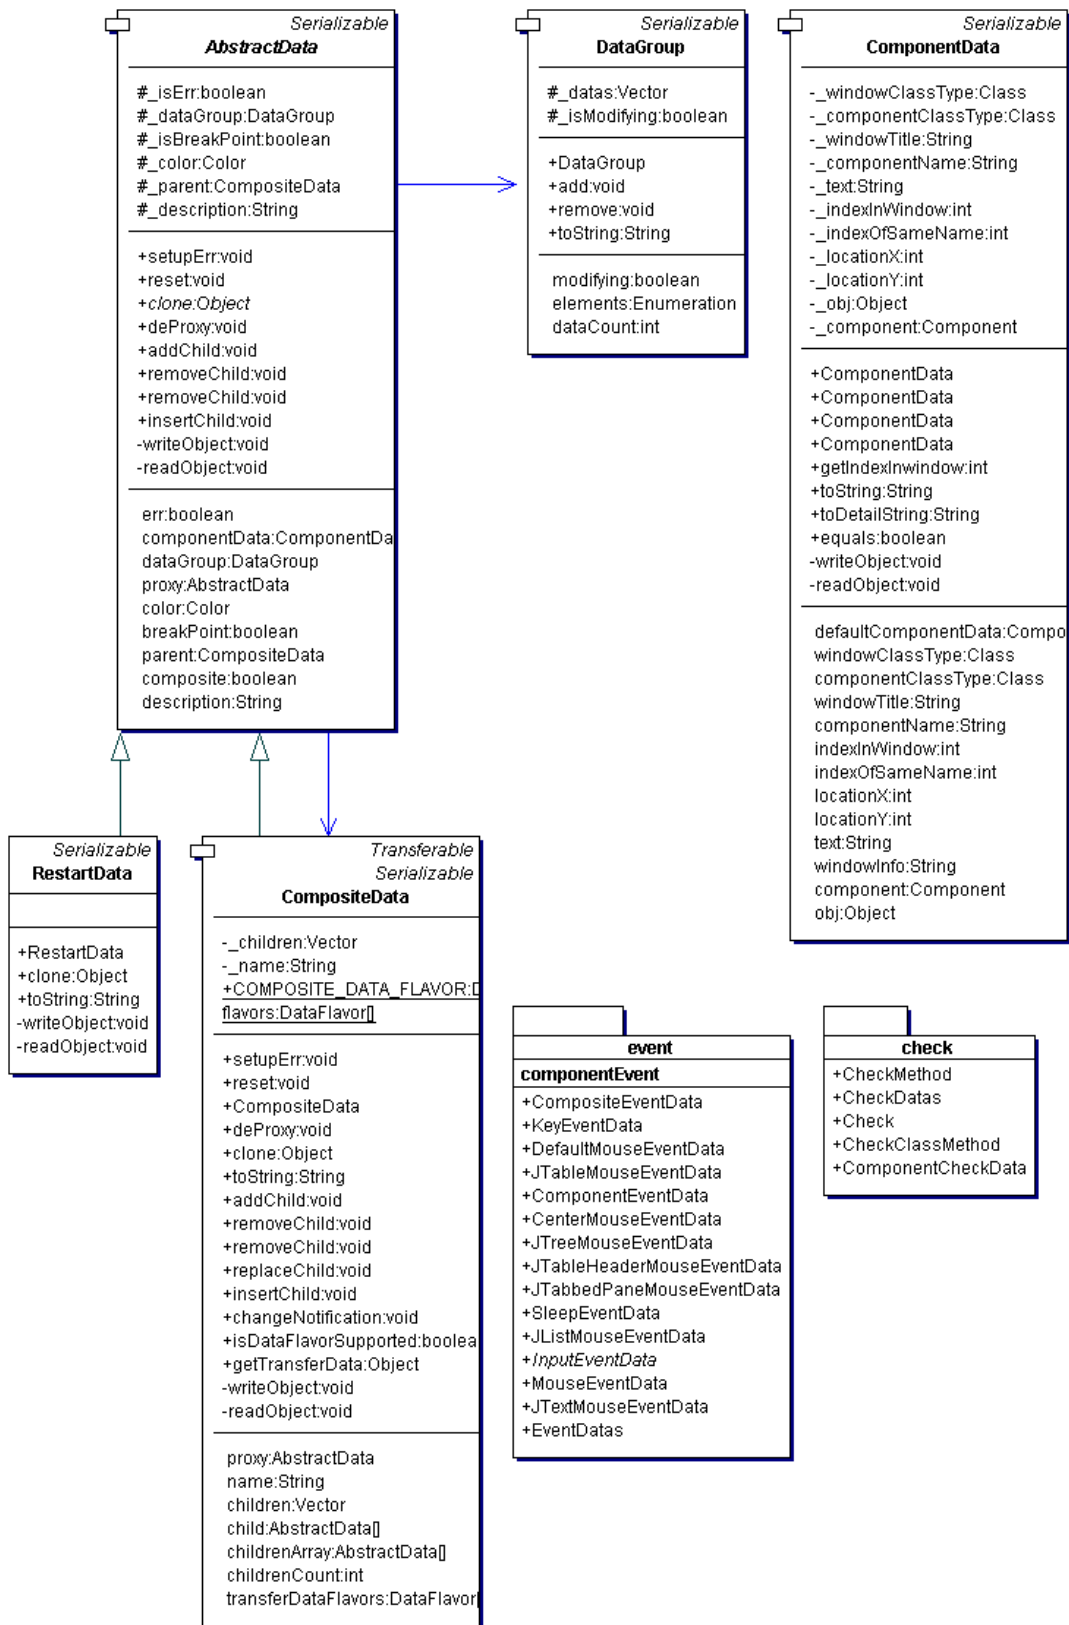 Serializable
AbstractData
#_isErr:boolean
#_dataGroup:DataGroup
#_isBreakPoint:boolean
#_color:Color
#_parent:CompositeData
#_description:String
+setupErr:void
+reset:void
+clone:Object
+deProxy:void
+addChild:void
+removeChild:void
+removeChild:void
+insertChild:void
-writeObject:void
-readObject:void
err:boolean
componentData:ComponentDa
dataGroup:DataGroup
proxy:AbstractData
color:Color
breakPoint:boolean
parent:CompositeData
composite:boolean
description:String
Serializable
DataGroup
#_datas:Vector
#_isModifying:boolean
+DataGroup
+add:void
+remove:void
+toString:String
modifying:boolean
elements:Enumeration
dataCount:int
Serializable
ComponentData
-_windowClassType:Class
-_componentClassType:Class
-_windowTitle:String
-_componentName:String
-_text:String
-_indexInWindow:int
-_indexOfSameName:int
-_locationX:int
-_locationY:int
-_obj:Object
-_component:Component
+ComponentData
+ComponentData
+ComponentData
+ComponentData
+getIndexInwindow:int
+toString:String
+toDetailString:String
+equals:boolean
-writeObject:void
-readObject:void
defaultComponentData:Compo
windowClassType:Class
componentClassType:Class
windowTitle:String
componentName:String
indexInWindow:int
indexOfSameName:int
locationX:int
locationY:int
text:String
windowInfo:String
component:Component
obj:Object
Serializable
RestartData
+RestartData
+clone:Object
+toString:String
-writeObject:void
-readObject:void
Transferable
Serializable
CompositeData
-_children:Vector
-_name:String
+COMPOSITE_DATA_FLAVOR:D
flavors:DataFlavor[]
+setupErr:void
+reset:void
+CompositeData
+deProxy:void
+clone:Object
+toString:String
+addChild:void
+removeChild:void
+removeChild:void
+replaceChild:void
+insertChild:void
+changeNotification:void
+isDataFlavorSupported:boolea
+getTransferData:Object
-writeObject:void
-readObject:void
proxy:AbstractData
name:String
children:Vector
child:AbstractData[]
childrenArray:AbstractData[]
childrenCount:int
transferDataFlavors:DataFlavor[
event
componentEvent
+CompositeEventData
+KeyEventData
+DefaultMouseEventData
+JTableMouseEventData
+ComponentEventData
+CenterMouseEventData
+JTreeMouseEventData
+JTableHeaderMouseEventData
+JTabbedPaneMouseEventData
+SleepEventData
+JListMouseEventData
+InputEventData
+MouseEventData
+JTextMouseEventData
+EventDatas
check
+CheckMethod
+CheckDatas
+Check
+CheckClassMethod
+ComponentCheckData